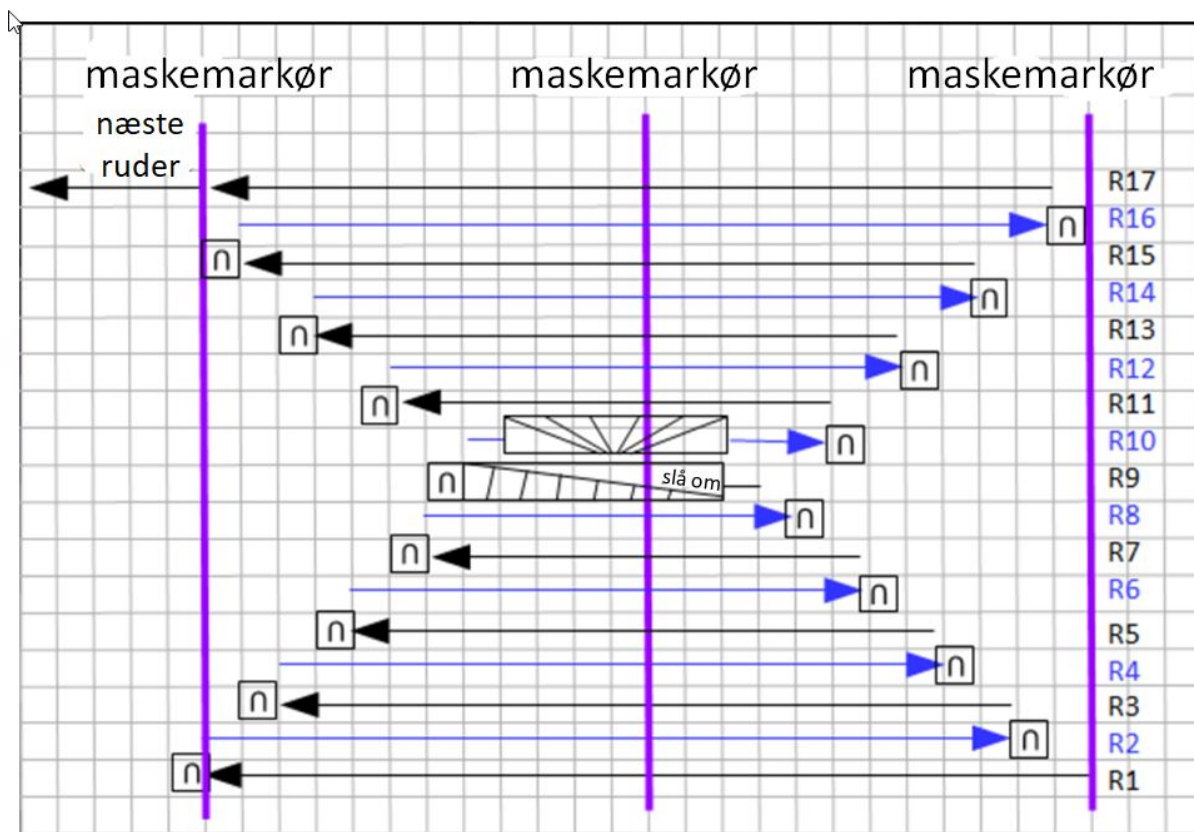 maskemarkør maskemarkør maskemarkør
næste
ruder
R17
R16
∩
R15
∩
R14
∩
R13
∩
R12
∩
R11
∩
R10
∩
R9
∩ slå om
R8
∩
R7
∩
R6
∩
R5
∩
R4
∩
R3
∩
R2
∩
R1
∩